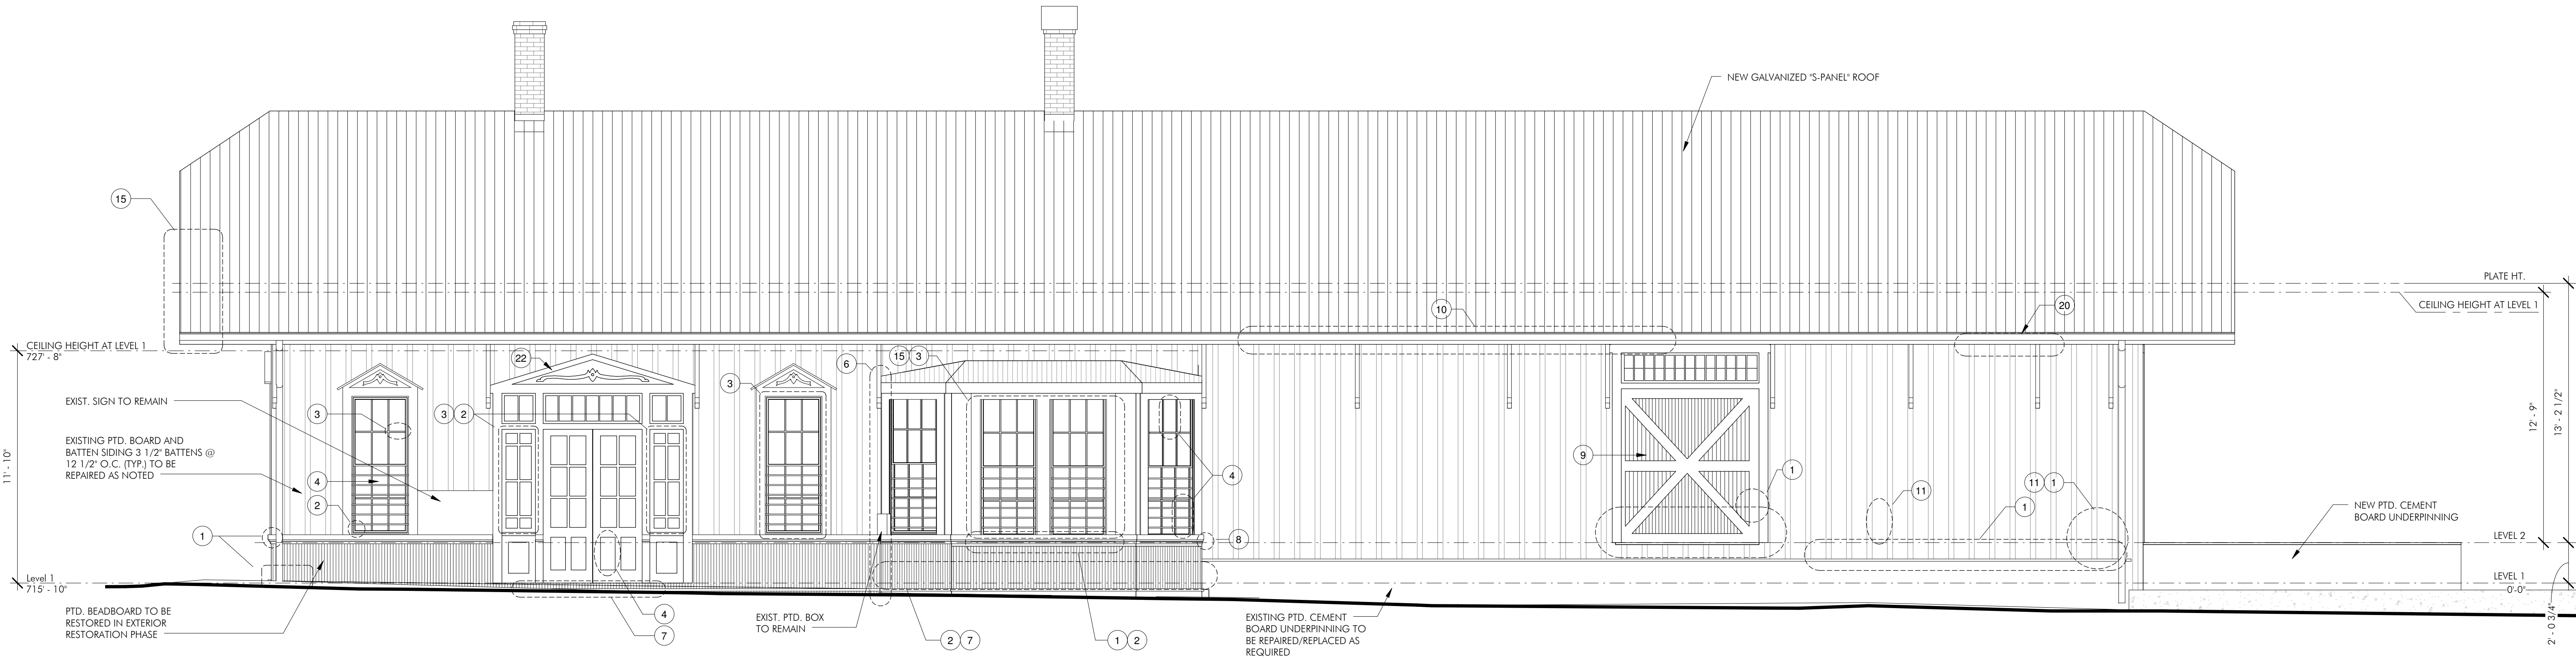 NEW GALVANIZED "S-PANEL" ROOF
15
PLATE HT.
CEILING HEIGHT AT LEVEL 1
20
10
CEILING HEIGHT AT LEVEL 1
727' - 8"
22
6
15 3
3
EXIST. SIGN TO REMAIN
3
3 2
12' - 9"
13' - 2 1/2"
EXISTING PTD. BOARD AND
BATTEN SIDING 3 1/2" BATTENS @
12 1/2" O.C. (TYP.) TO BE
REPAIRED AS NOTED
11' - 10"
4
2
4
9
1
11
11 1
1
NEW PTD. CEMENT
BOARD UNDERPINNING
1
8
LEVEL 2
Level 1
715' - 10"
LEVEL 1
0'-0"
2' - 0 3/4"
PTD. BEADBOARD TO BE
RESTORED IN EXTERIOR
RESTORATION PHASE
4
7
EXIST. PTD. BOX
TO REMAIN
2 7
1 2
EXISTING PTD. CEMENT
BOARD UNDERPINNING TO
BE REPAIRED/REPLACED AS
REQUIRED